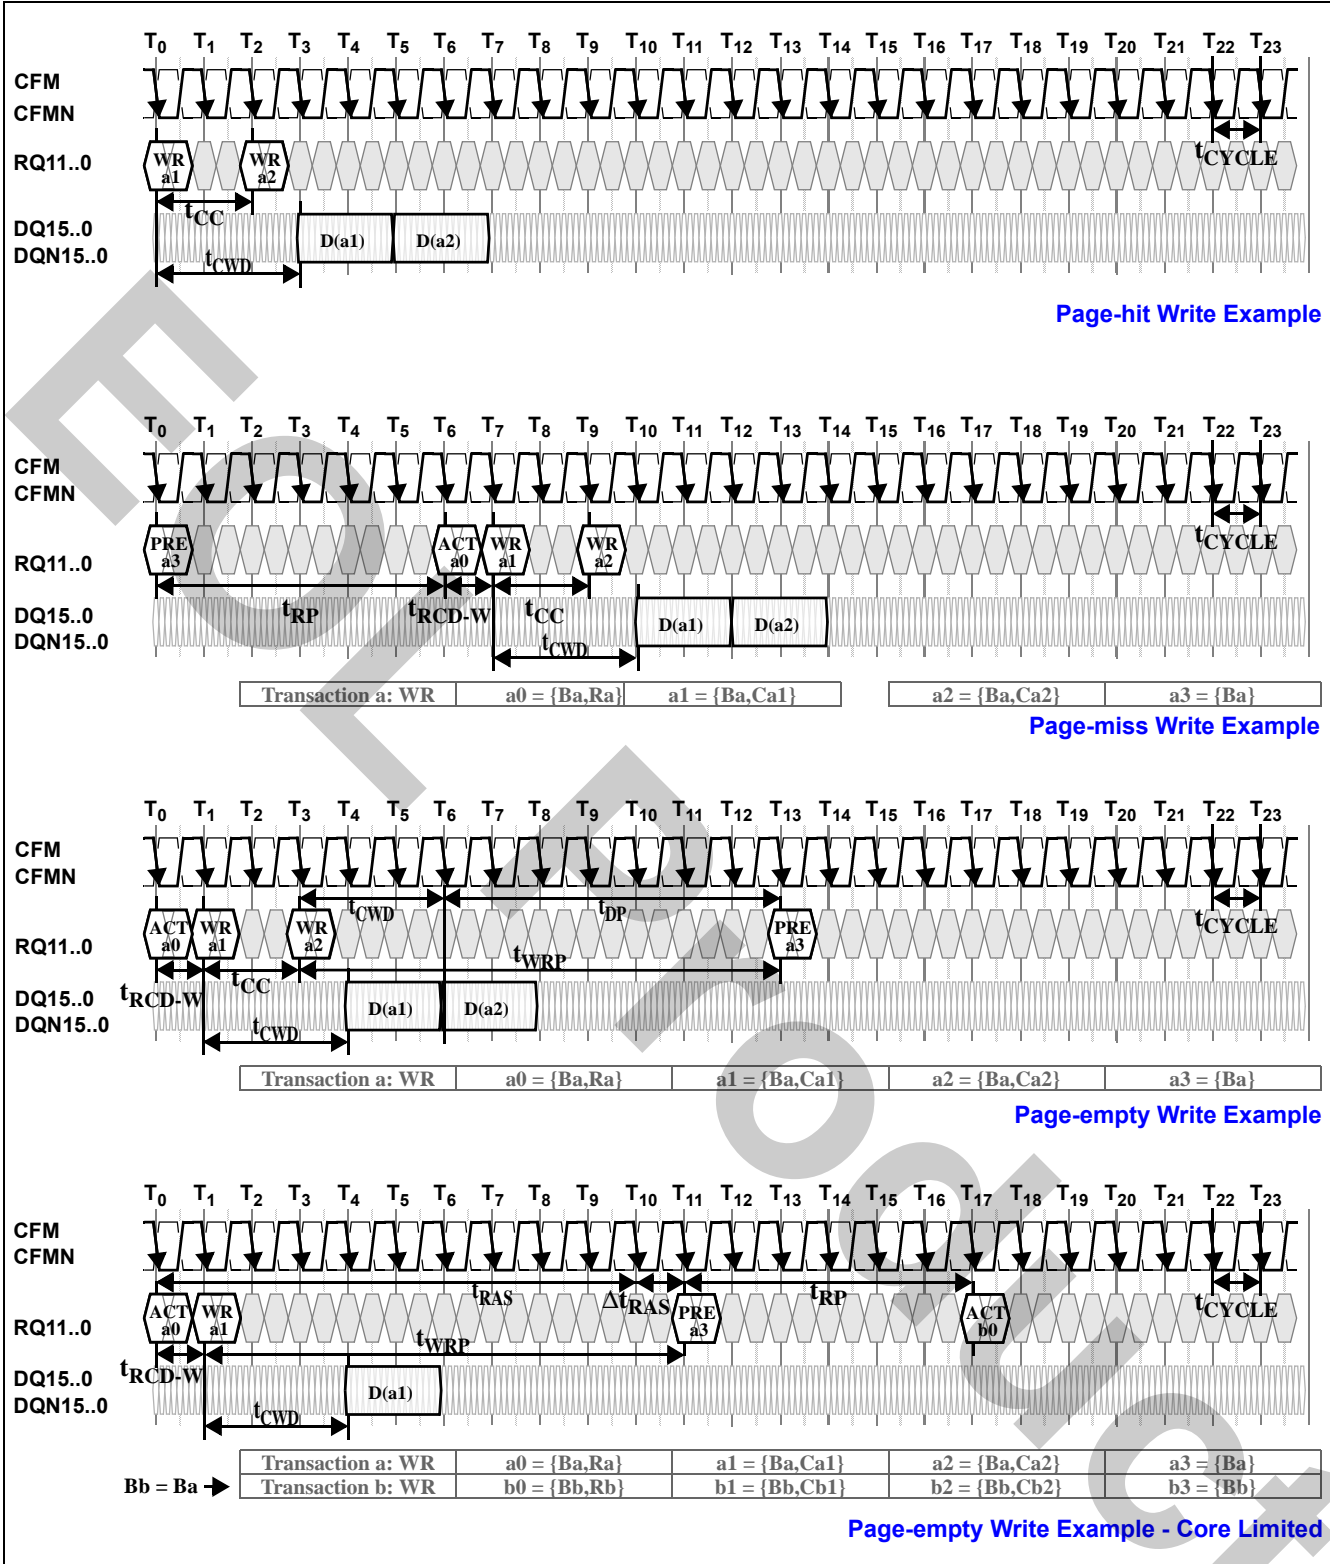 T0 T1 T2 T3 T4 T5 T6 T7 T8 T9 T10 T11 T12 T13 T14 T15 T16 T17 T18 T19 T20 T21 T22 T23
CFM
CFMN
RQ11..0
WR a1
WR a2
tCYCLE
tCC
DQ15..0
DQN15..0
D(a1)
D(a2)
tCWD
Page-hit Write Example
T0 T1 T2 T3 T4 T5 T6 T7 T8 T9 T10 T11 T12 T13 T14 T15 T16 T17 T18 T19 T20 T21 T22 T23
CFM
CFMN
RQ11..0
PRE a3
ACT a0
WR a1
WR a2
tCYCLE
tRP
tRCD-W
tCC
DQ15..0
DQN15..0
D(a1)
D(a2)
tCWD
Transaction a: WR a0 = {Ba,Ra} a1 = {Ba,Ca1} a2 = {Ba,Ca2} a3 = {Ba}
Page-miss Write Example
T0 T1 T2 T3 T4 T5 T6 T7 T8 T9 T10 T11 T12 T13 T14 T15 T16 T17 T18 T19 T20 T21 T22 T23
CFM
CFMN
tCWD
tDP
RQ11..0
ACT a0
WR a1
WR a2
PRE a3
tCYCLE
tWRP
tRCD-W
tCC
DQ15..0
DQN15..0
D(a1)
D(a2)
tCWD
Transaction a: WR a0 = {Ba,Ra} a1 = {Ba,Ca1} a2 = {Ba,Ca2} a3 = {Ba}
Page-empty Write Example
T0 T1 T2 T3 T4 T5 T6 T7 T8 T9 T10 T11 T12 T13 T14 T15 T16 T17 T18 T19 T20 T21 T22 T23
CFM
CFMN
tRAS
ΔtRAS
tRP
RQ11..0
ACT a0
WR a1
PRE a3
ACT b0
tCYCLE
tWRP
tRCD-W
DQ15..0
DQN15..0
D(a1)
tCWD
Transaction a: WR a0 = {Ba,Ra} a1 = {Ba,Ca1} a2 = {Ba,Ca2} a3 = {Ba}
Bb = Ba Transaction b: WR b0 = {Bb,Rb} b1 = {Bb,Cb1} b2 = {Bb,Cb2} b3 = {Bb}
Page-empty Write Example - Core Limited
EOL Product